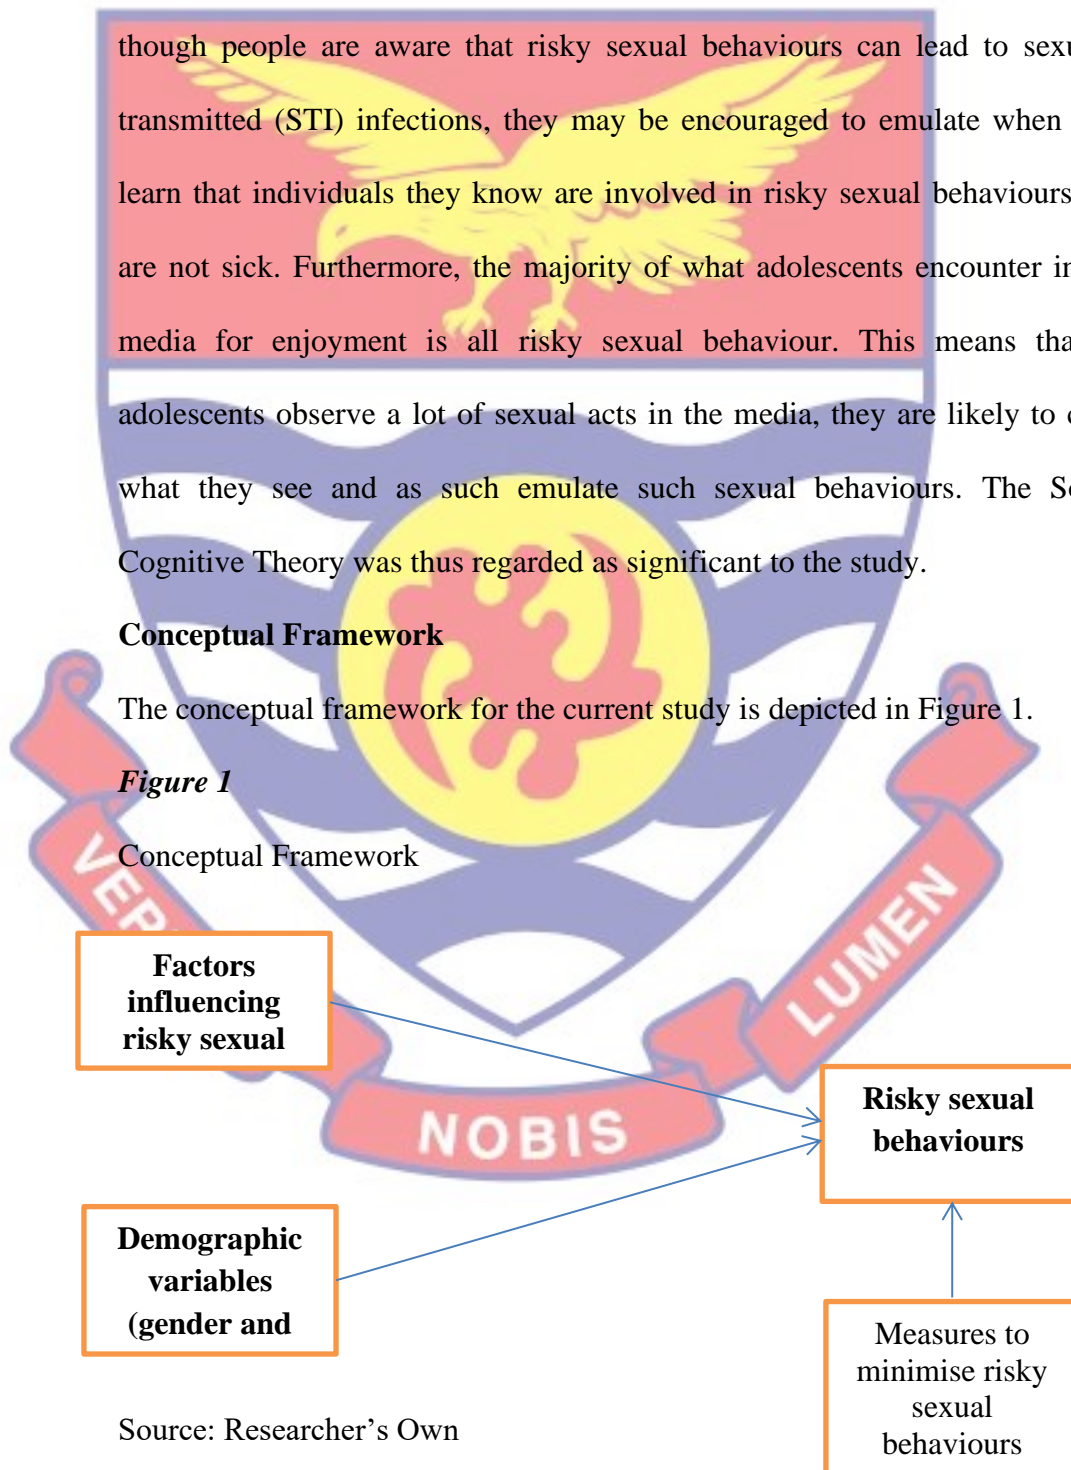 though people are aware that risky sexual behaviours can lead to sexu
transmitted (STI) infections, they may be encouraged to emulate when
learn that individuals they know are involved in risky sexual behaviours
are not sick. Furthermore, the majority of what adolescents encounter in
media for enjoyment is all risky sexual behaviour. This means tha
adolescents observe a lot of sexual acts in the media, they are likely to
what they see and as such emulate such sexual behaviours. The So
Cognitive Theory was thus regarded as significant to the study.
Conceptual Framework
The conceptual framework for the current study is depicted in Figure 1.
Figure 1
Conceptual Framework
Factors
influencing
risky sexual
Risky sexual
behaviours
Demographic
variables
(gender and
Measures to
minimise risky
sexual
behaviours
Source: Researcher’s Own
NOBIS
LUMEN